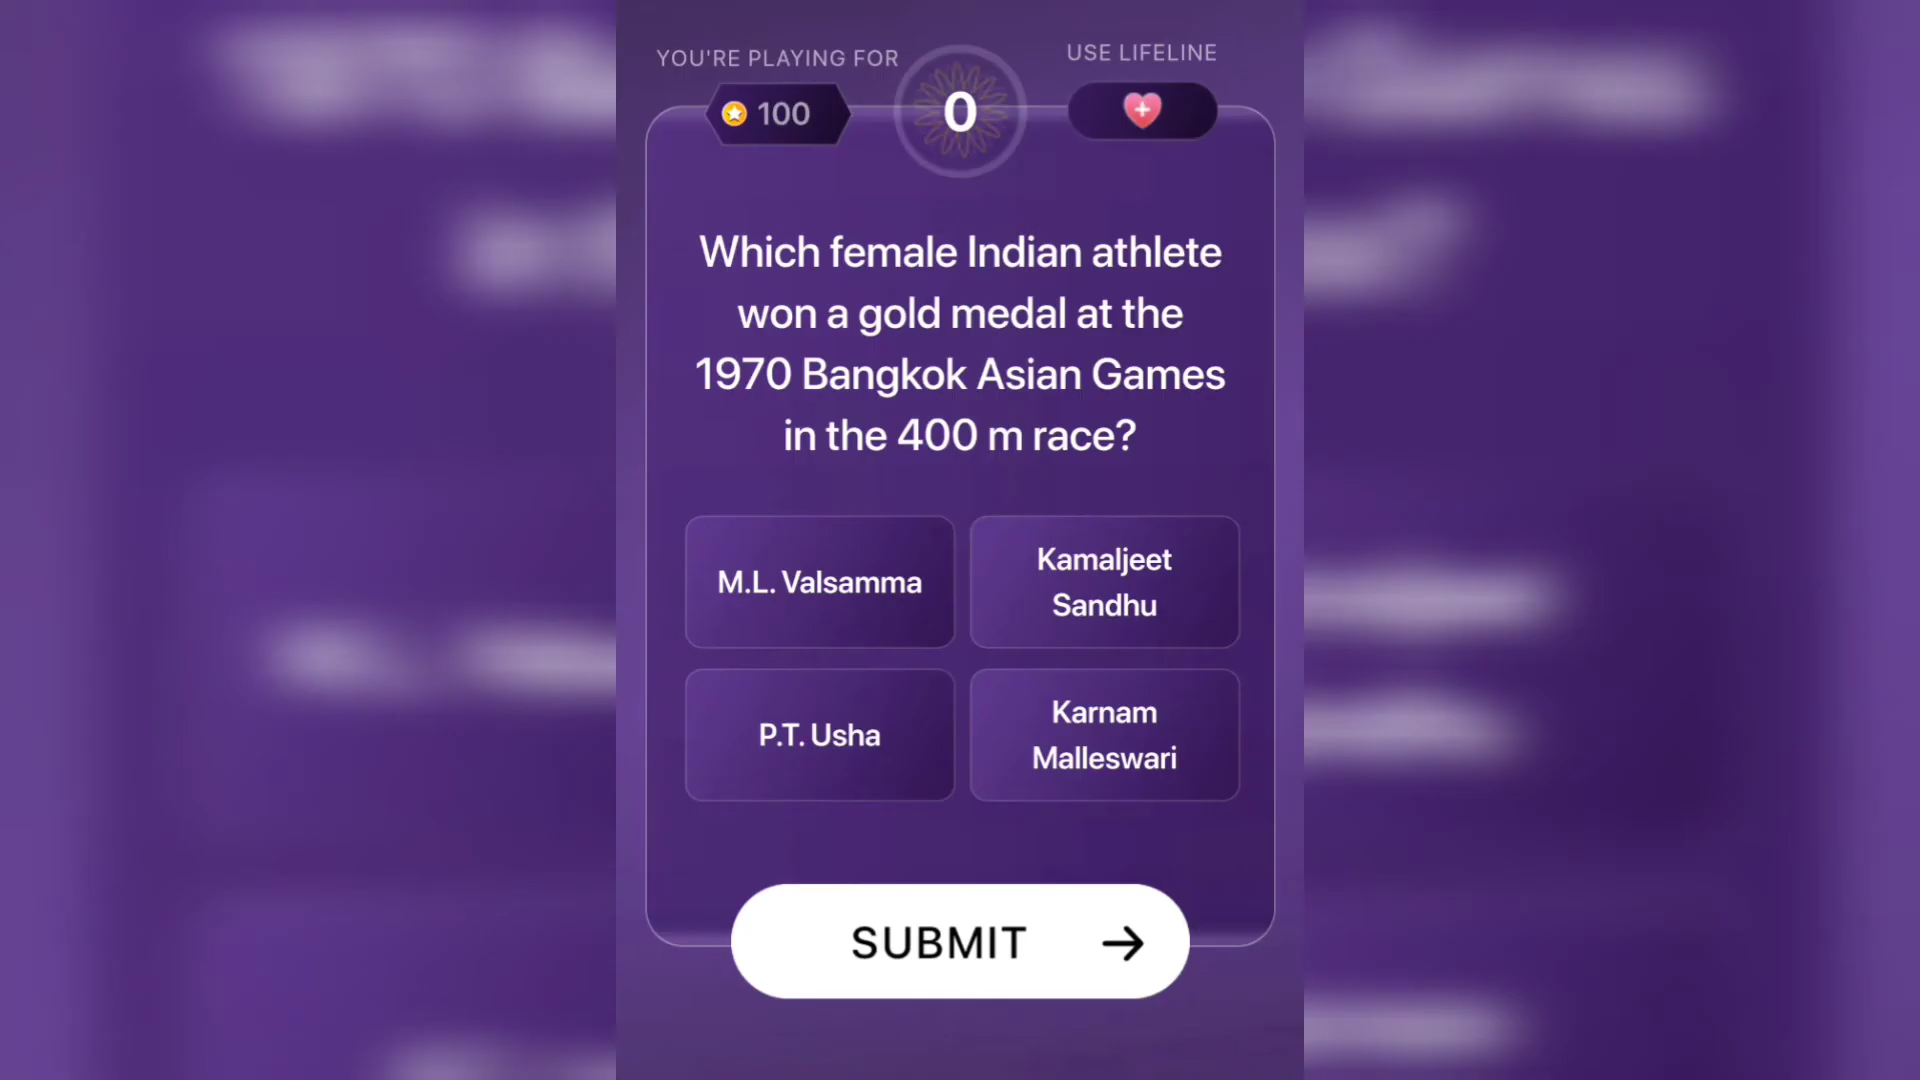 YOU'RE PLAYING FOR
USE LIFELINE
100
0
Which female Indian athlete
won a gold medal at the
1970 Bangkok Asian Games
in the 400 m race?
M.L. Valsamma
Kamaljeet
Sandhu
P.T. Usha
Karnam
Malleswari
SUBMIT